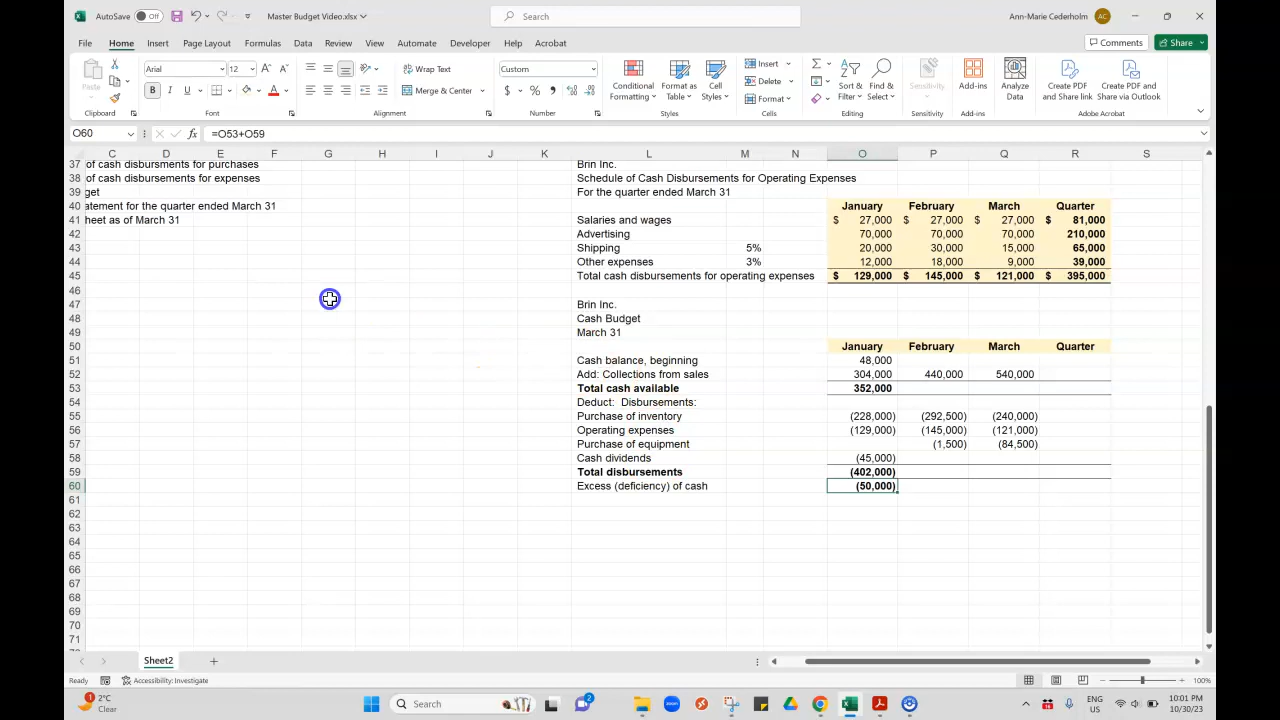 AutoSave Off Master Budget Video.xlsx Search Ann-Marie Cederholm AC
File Home Insert Page Layout Formulas Data Review View Automate Developer Help Acrobat Comments Share
Paste Arial 12 Wrap Text Custom Conditional Formatting Format as Table Cell Styles Insert Sort & Filter Find & Select Sensitivity Add-ins Analyze Data Create PDF and Share link Create PDF and Share via Outlook
B I U Merge & Center $ % Delete
Format
Clipboard Font Alignment Number Styles Cells Editing Sensitivity Add-ins Adobe Acrobat
O60 fx =O53+O59
C D E F G H I J K L M N O P Q R S
37 of cash disbursments for purchases Brin Inc.
38 of cash disbursements for expenses Schedule of Cash Disbursements for Operating Expenses
39 get For the quarter ended March 31
40 atement for the quarter ended March 31 January February March Quarter
41 heet as of March 31 Salaries and wages $ 27,000 $ 27,000 $ 27,000 $ 81,000
42 Advertising 70,000 70,000 70,000 210,000
43 Shipping 5% 20,000 30,000 15,000 65,000
44 Other expenses 3% 12,000 18,000 9,000 39,000
45 Total cash disbursements for operating expenses $ 129,000 $ 145,000 $ 121,000 $ 395,000
46
47 Brin Inc.
48 Cash Budget
49 March 31
50 January February March Quarter
51 Cash balance, beginning 48,000
52 Add: Collections from sales 304,000 440,000 540,000
53 Total cash available 352,000
54 Deduct: Disbursements:
55 Purchase of inventory (228,000) (292,500) (240,000)
56 Operating expenses (129,000) (145,000) (121,000)
57 Purchase of equipment (1,500) (84,500)
58 Cash dividends (45,000)
59 Total disbursements (402,000)
60 Excess (deficiency) of cash (50,000)
61
62
63
64
65
66
67
68
69
70
71
Sheet2
Ready Accessibility: Investigate 100%
1 2°C Clear Search 2 ENG US 10:01 PM 10/30/23